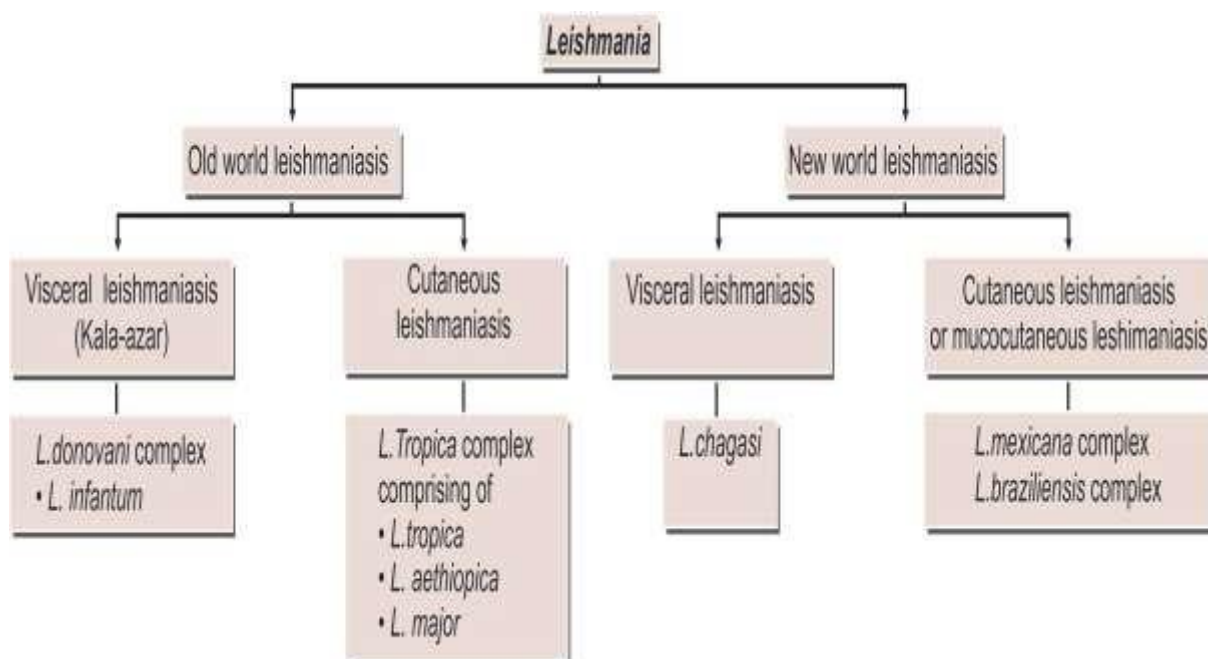 Leishmania
Old world leishmaniasis
New world leishmaniasis
Visceral leishmaniasis
(Kala-azar)
Cutaneous
leishmaniasis
Visceral leishmaniasis
Cutaneous leishmaniasis
or mucocutaneous leshimaniasis
L.donovani complex
• L. infantum
L.Tropica complex
comprising of
• L.tropica
• L. aethiopica
• L. major
L.chagasi
L.mexicana complex
L.braziliensis complex